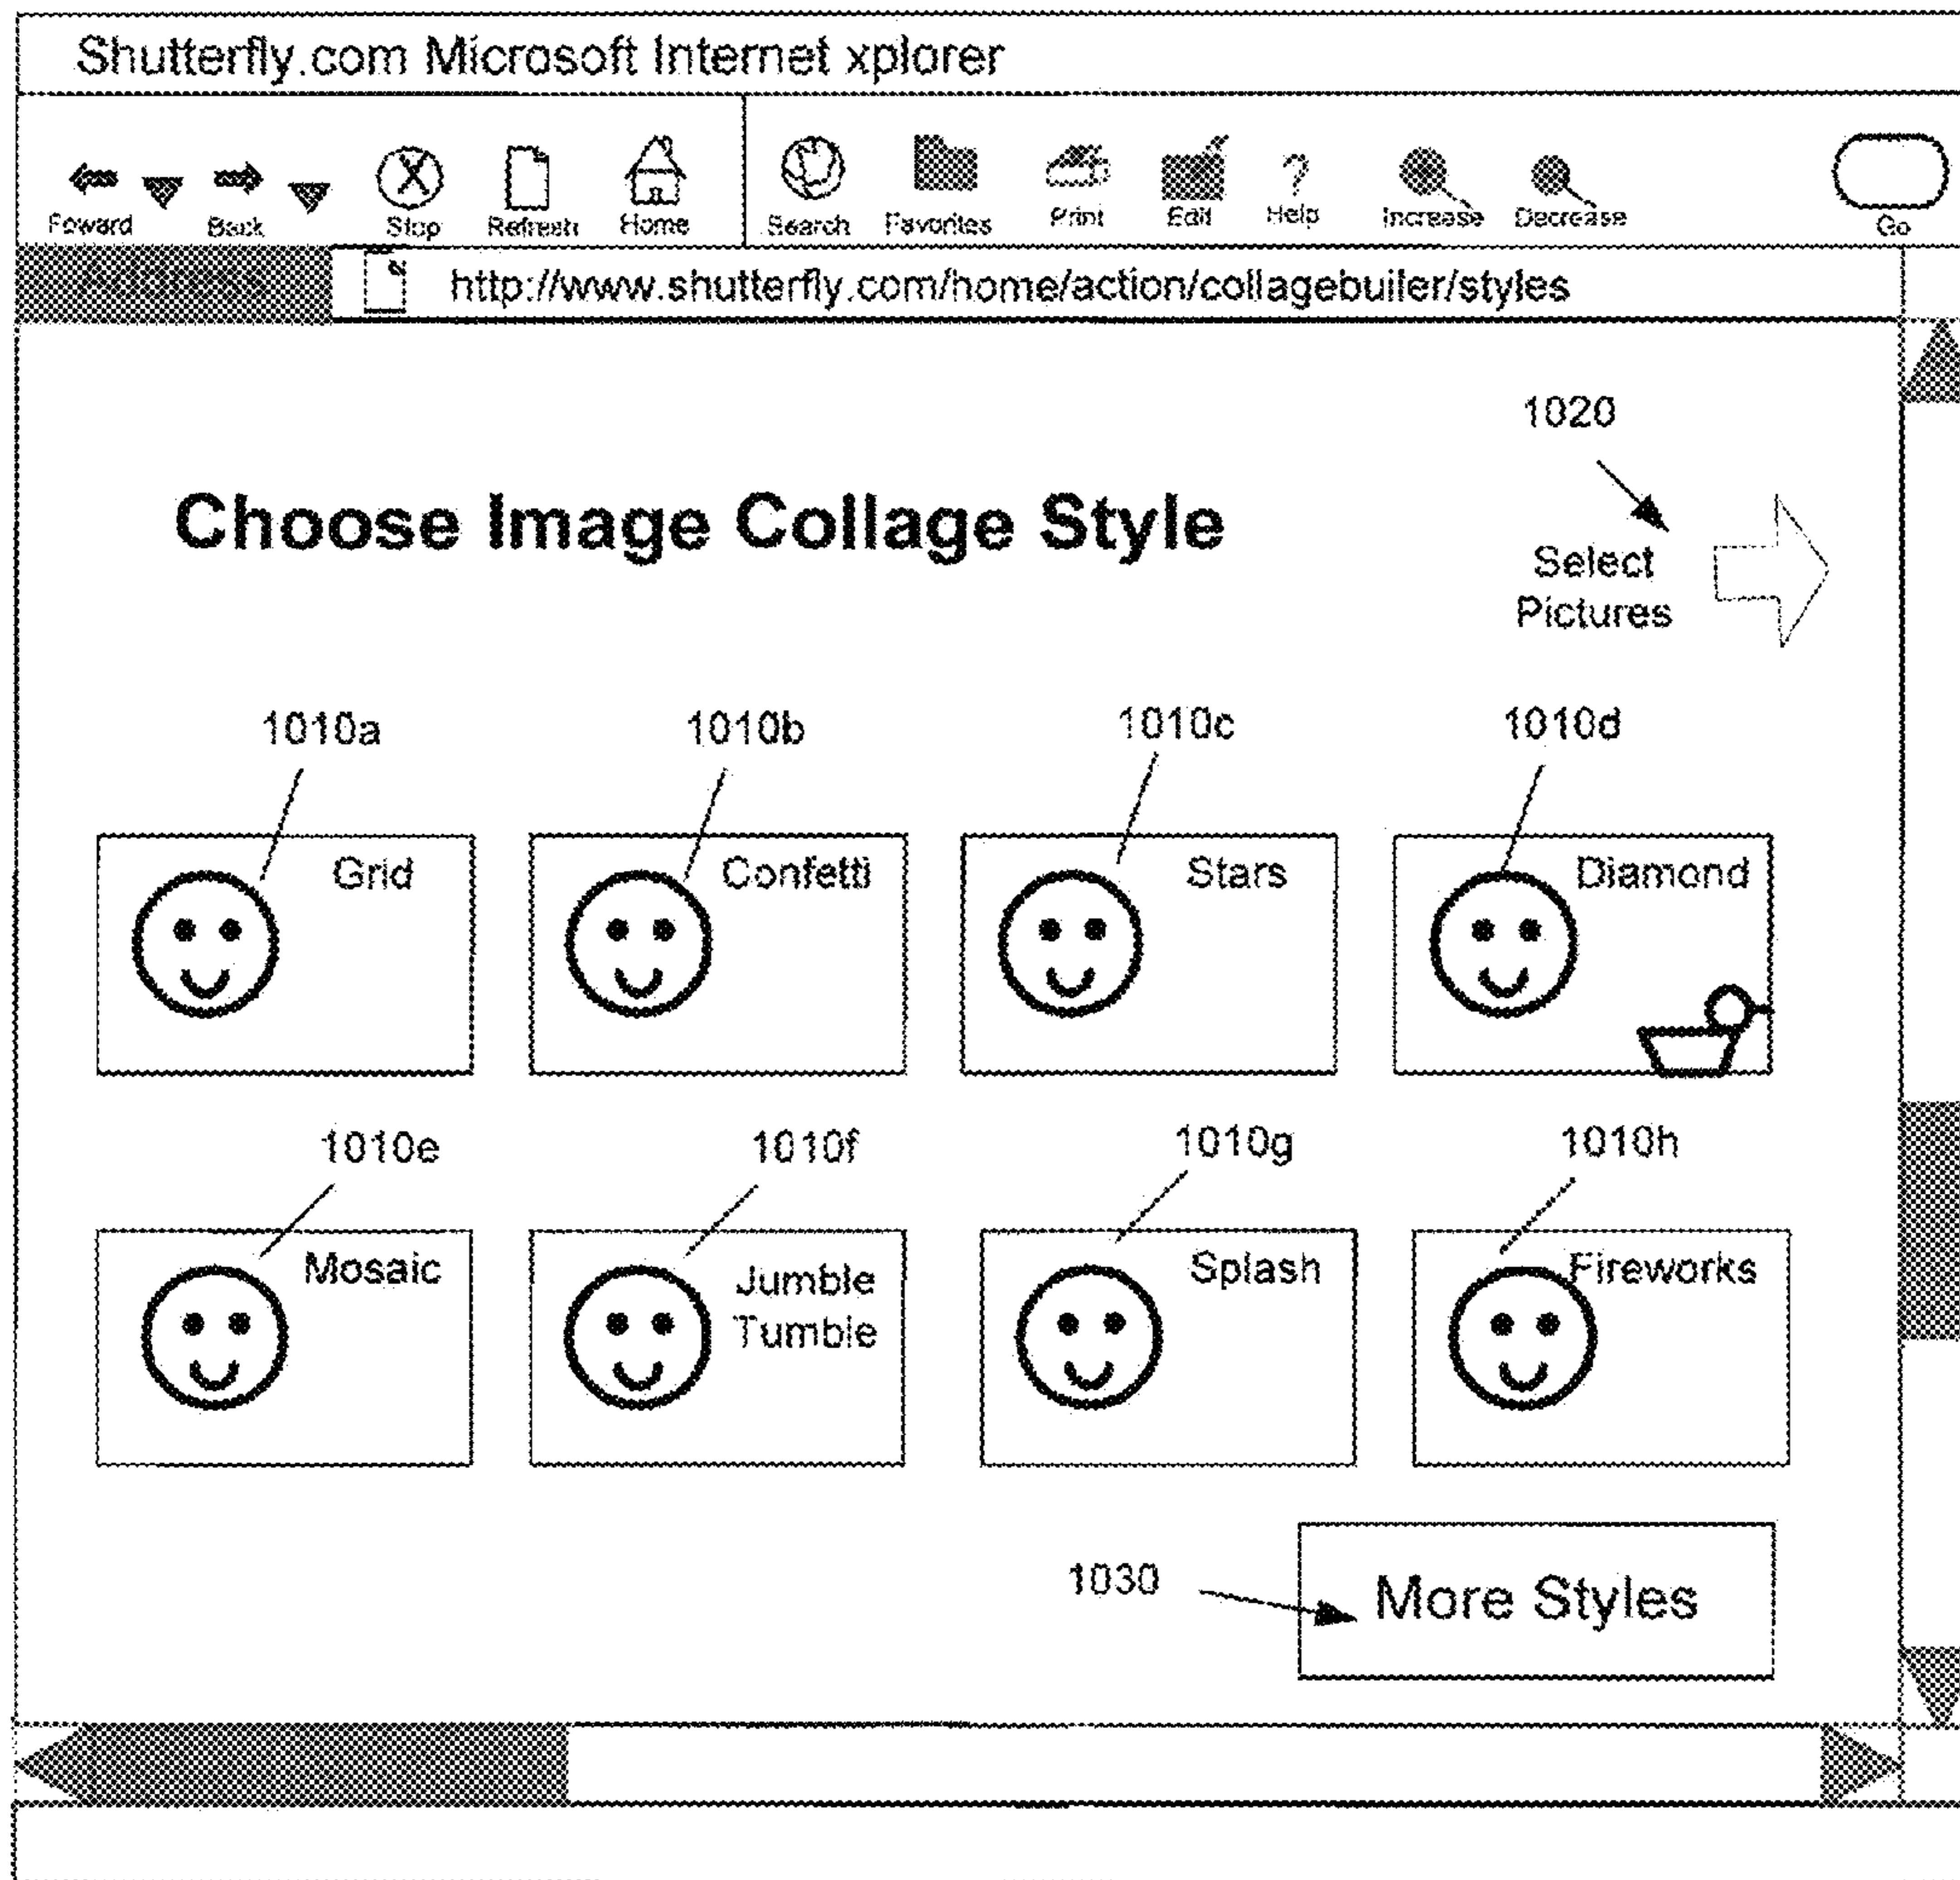 Shutterfly.com Microsoft Internet xplorer
Foward Back Stop Refresh Home Search Favorites Print Edit Help Increase Decrease Go
http://www.shutterfly.com/home/action/collagebuiler/styles
1020
Choose Image Collage Style
Select
Pictures
1010a 1010b 1010c 1010d
Grid Confetti Stars Diamond
1010e 1010f 1010g 1010h
Mosaic Jumble Splash Fireworks
Tumble
1030 More Styles